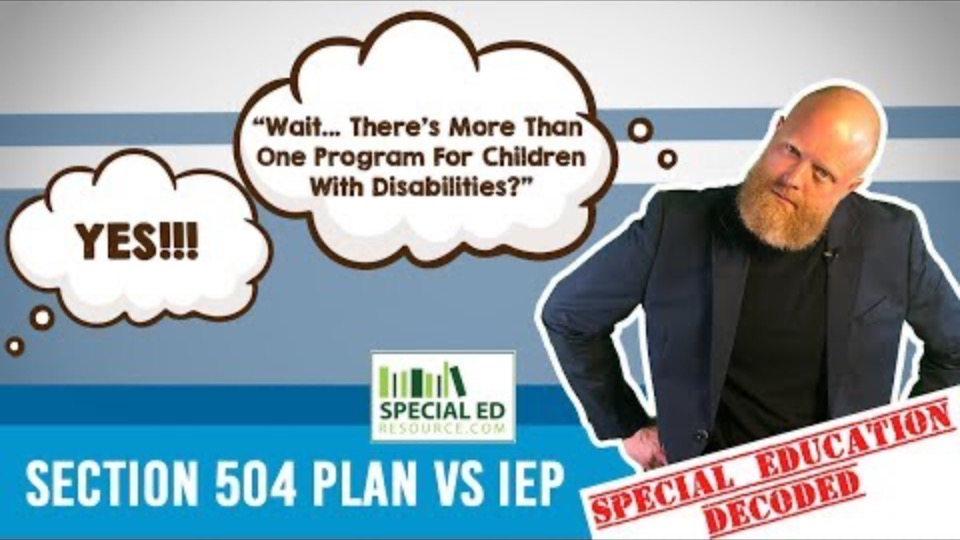 “Wait... There’s More Than
One Program For Children
With Disabilities?”
YES!!!
SPECIAL ED
RESOURCE.COM
SECTION 504 PLAN VS IEP
SPECIAL EDUCATION
DECODED